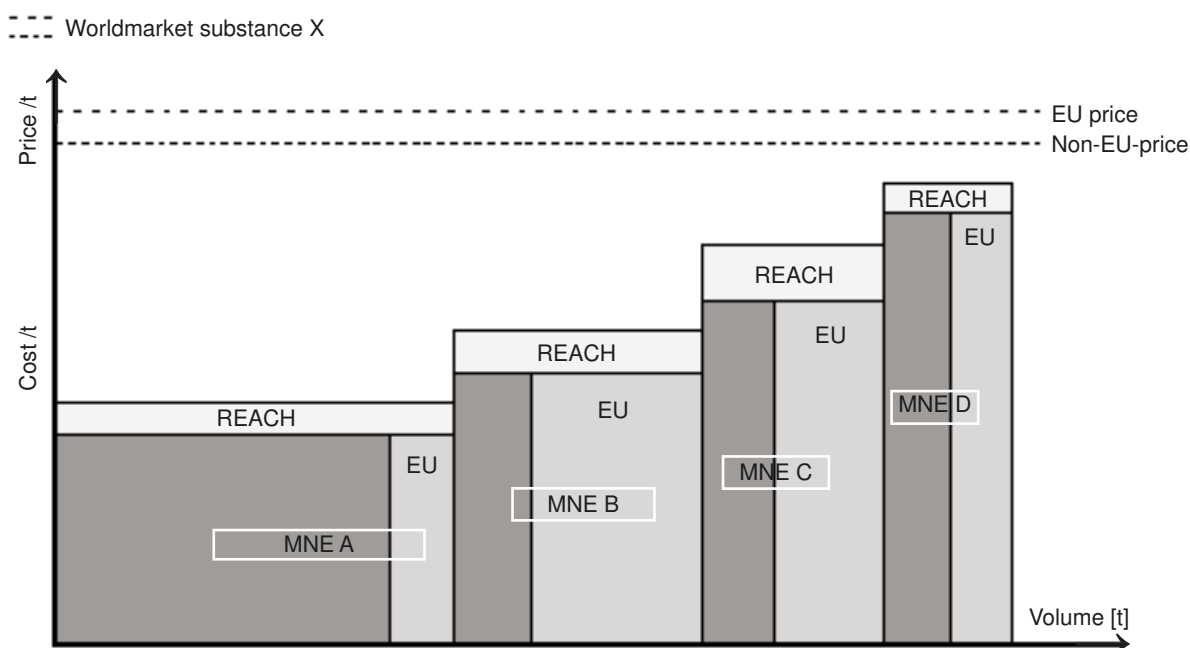 Worldmarket substance X
Price /t
EU price
Non-EU-price
REACH
EU
REACH
EU
Cost /t
REACH
EU
MNE D
REACH
EU
MNE C
MNE B
MNE A
Volume [t]